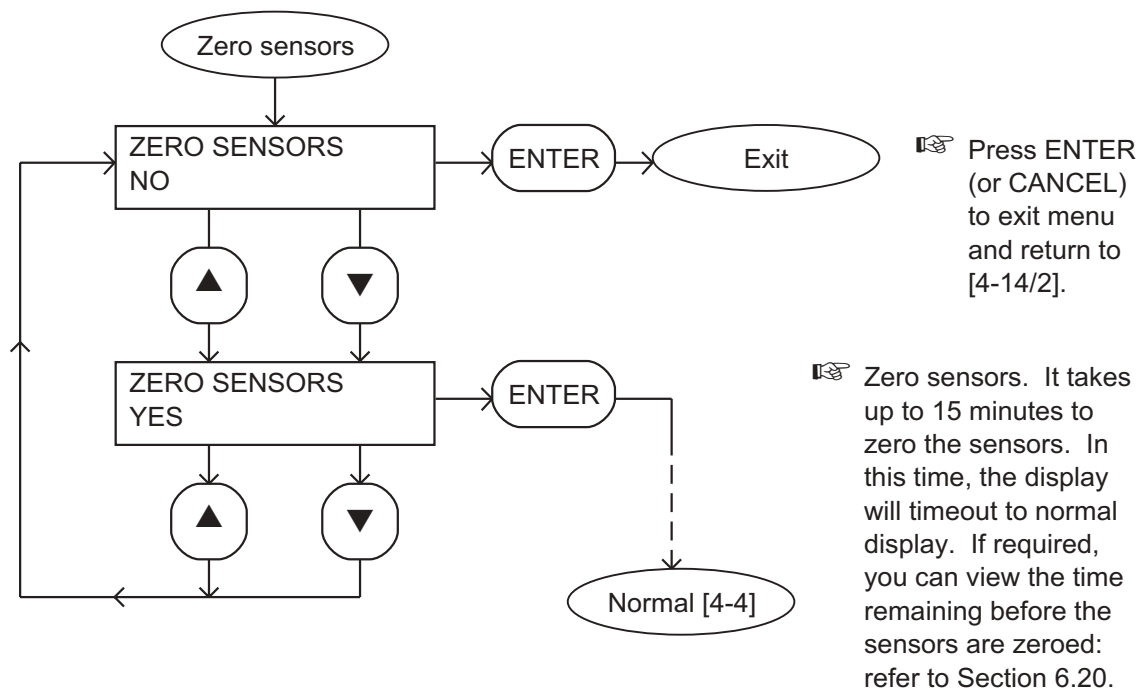 Zero sensors
ZERO SENSORS
NO
ENTER
Exit
☞ Press ENTER
(or CANCEL)
to exit menu
and return to
[4-14/2].
▲
▼
ZERO SENSORS
YES
ENTER
☞ Zero sensors. It takes
up to 15 minutes to
zero the sensors. In
this time, the display
will timeout to normal
display. If required,
you can view the time
remaining before the
sensors are zeroed:
refer to Section 6.20.
▲
▼
Normal [4-4]